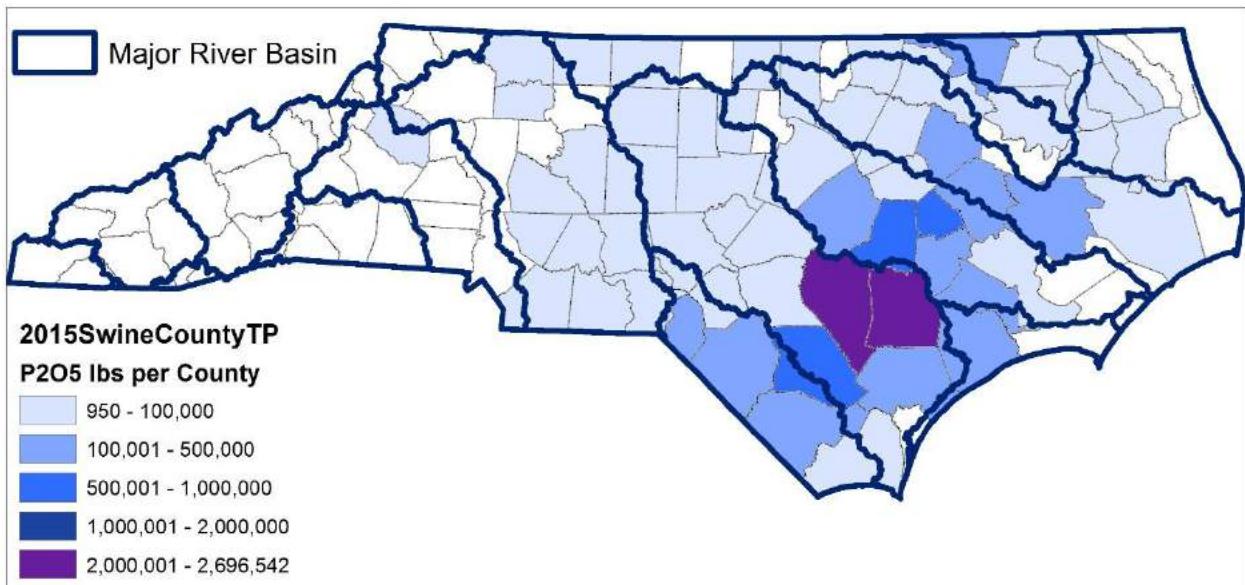 Major River Basin
2015SwineCountyTP
P2O5 lbs per County
950 - 100,000
100,001 - 500,000
500,001 - 1,000,000
1,000,001 - 2,000,000
2,000,001 - 2,696,542